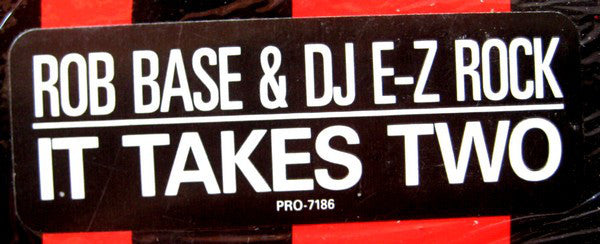 ROB BASE & DJ E-Z ROCK
IT TAKES TWO
PRO-7186